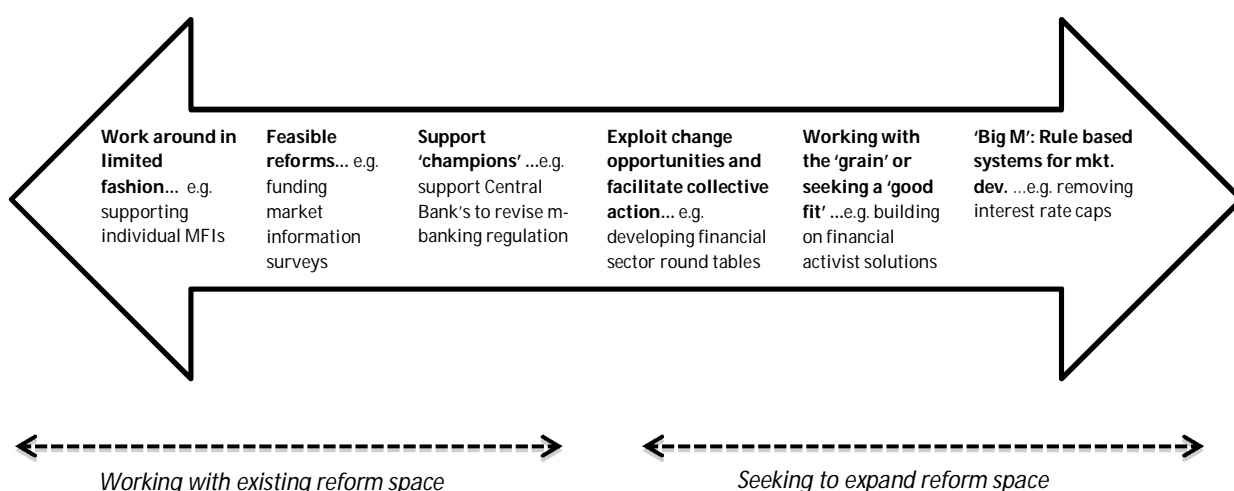 Work around in
limited
fashion... e.g.
supporting
individual MFIs
Feasible
reforms... e.g.
funding
market
information
surveys
Support
‘champions’ ...e.g.
support Central
Bank’s to revise m-
banking regulation
Exploit change
opportunities and
facilitate collective
action... e.g.
developing financial
sector round tables
Working with
the ‘grain’ or
seeking a ‘good
fit’ ...e.g. building
on financial
activist solutions
‘Big M’: Rule based
systems for mkt.
dev. ...e.g. removing
interest rate caps
Working with existing reform space
Seeking to expand reform space